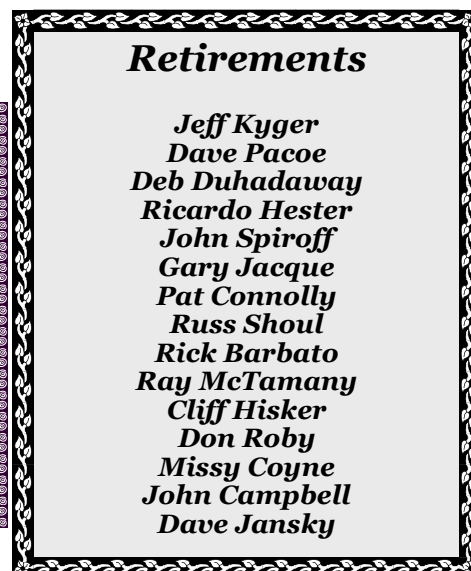 Retirements
Jeff Kyger
Dave Pacoe
Deb Duhadaway
Ricardo Hester
John Spiroff
Gary Jacque
Pat Connolly
Russ Shoul
Rick Barbato
Ray McTamany
Cliff Hisker
Don Roby
Missy Coyne
John Campbell
Dave Jansky